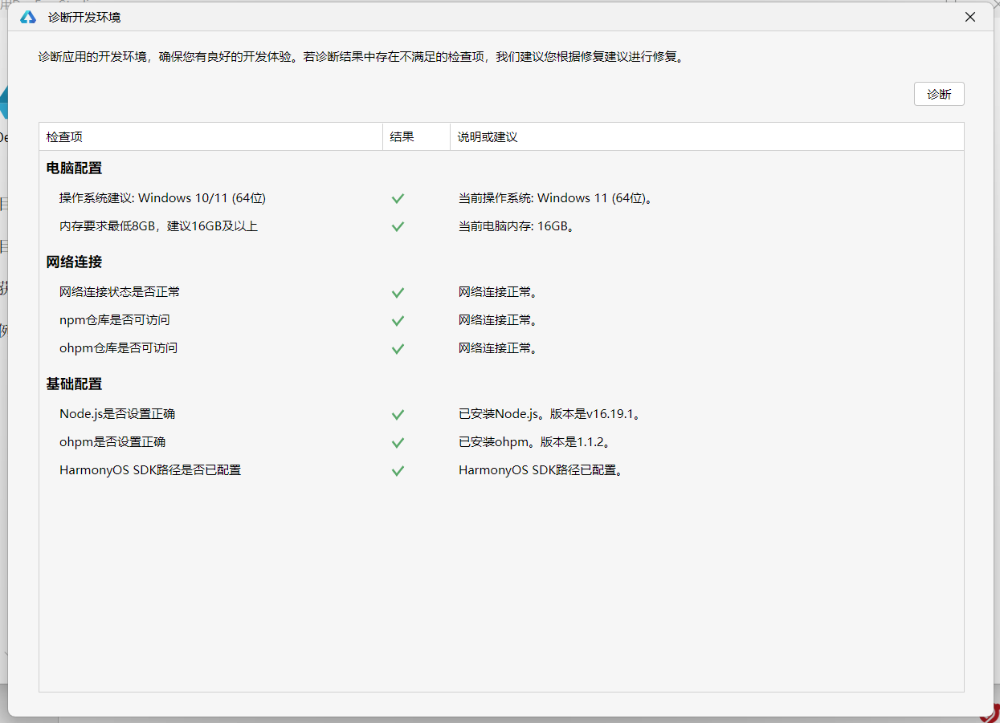 诊断开发环境
诊断应用的开发环境，确保您有良好的开发体验。若诊断结果中存在不满足的检查项，我们建议您根据修复建议进行修复。
诊断
检查项 结果 说明或建议
电脑配置
操作系统建议: Windows 10/11 (64位) 当前操作系统: Windows 11 (64位)。
内存要求最低8GB，建议16GB及以上 当前电脑内存: 16GB。
网络连接
网络连接状态是否正常 网络连接正常。
npm仓库是否可访问 网络连接正常。
ohpm仓库是否可访问 网络连接正常。
基础配置
Node.js是否设置正确 已安装Node.js。版本是v16.19.1。
ohpm是否设置正确 已安装ohpm。版本是1.1.2。
HarmonyOS SDK路径是否已配置 HarmonyOS SDK路径已配置。